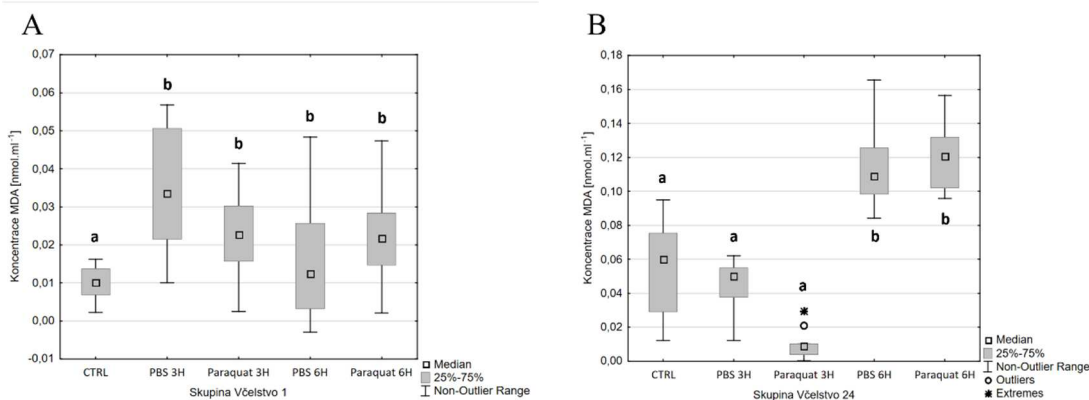 A
0,07
0,06
0,05
0,04
0,03
0,02
0,01
0,00
-0,01
Koncentrace MDA [nmol.ml⁻¹]
a
b
b
b
b
CTRL
PBS 3H
Paraquat 3H
PBS 6H
Paraquat 6H
Skupina Včelstvo 1
Median
25%-75%
Non-Outlier Range
B
0,18
0,16
0,14
0,12
0,10
0,08
0,06
0,04
0,02
0,00
Koncentrace MDA [nmol.ml⁻¹]
a
a
a
b
b
CTRL
PBS 3H
Paraquat 3H
PBS 6H
Paraquat 6H
Skupina Včelstvo 24
Median
25%-75%
Non-Outlier Range
Outliers
Extremes